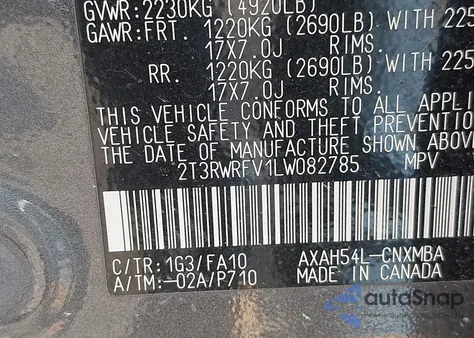 GVWR:2230KG (4920LB)
GAWR:FRT. 1220KG (2690LB) WITH 225
17X7.0J RIMS.
RR. 1220KG (2690LB) WITH 225
17X7.0J RIMS.
THIS VEHICLE CONFORMS TO ALL APPLI
VEHICLE SAFETY AND THEFT PREVENTION
THE DATE OF MANUFACTURE SHOWN ABOVE
2T3RWRFV1LW082785 MPV
C/TR: 1G3/FA10 AXAH54L-CNXMBA
A/TM:-02A/P710 MADE IN CANADA
autoSnap